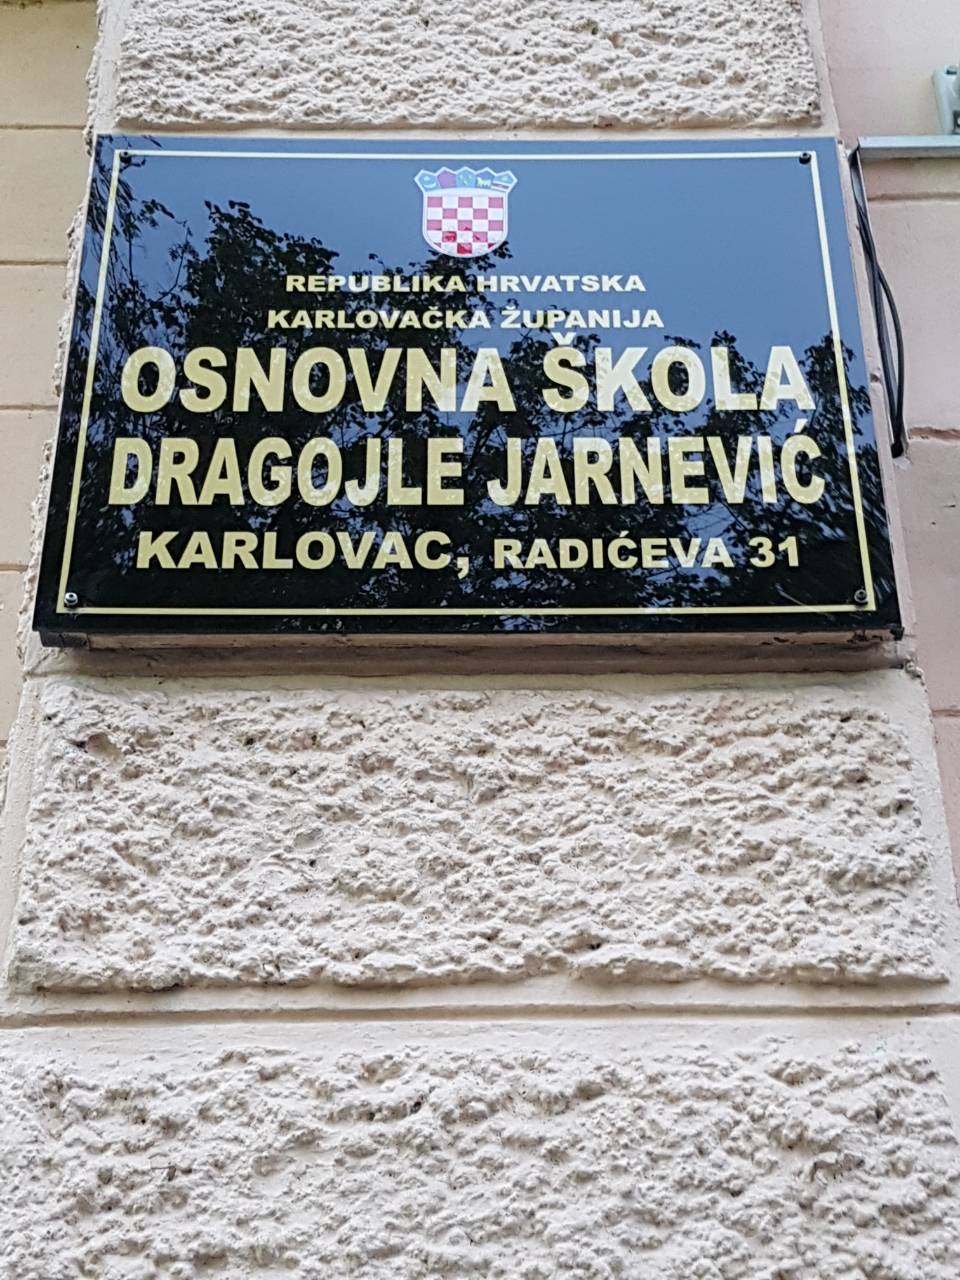 REPUBLIKA HRVATSKA
KARLOVAČKA ŽUPANIJA
OSNOVNA ŠKOLA
DRAGOJLE JARNEVIĆ
KARLOVAC, RADIĆEVA 31